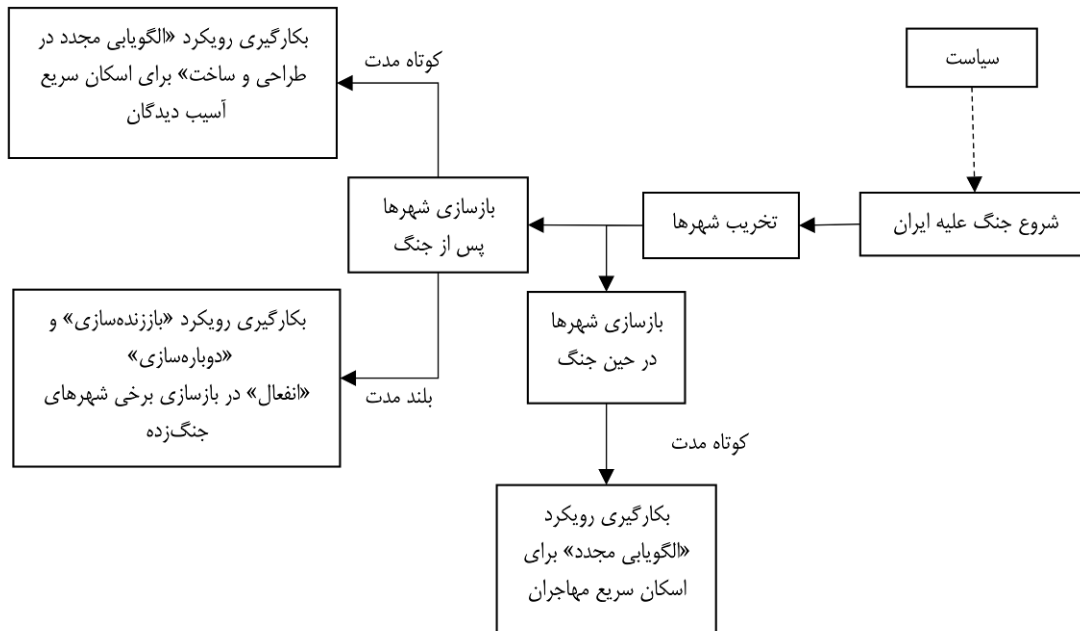 سیاست
شروع جنگ علیه ایران
تخریب شهرها
بازسازی شهرها
پس از جنگ
کوتاه مدت
بکارگیری رویکرد «الگویابی مجدد در
طراحی و ساخت» برای اسکان سریع
آسیب دیدگان
بلند مدت
بکارگیری رویکرد «باززنده‌سازی» و
«دوباره‌سازی»
«انفعال» در بازسازی برخی شهرهای
جنگ‌زده
بازسازی شهرها
در حین جنگ
کوتاه مدت
بکارگیری رویکرد
«الگویابی مجدد» برای
اسکان سریع مهاجران